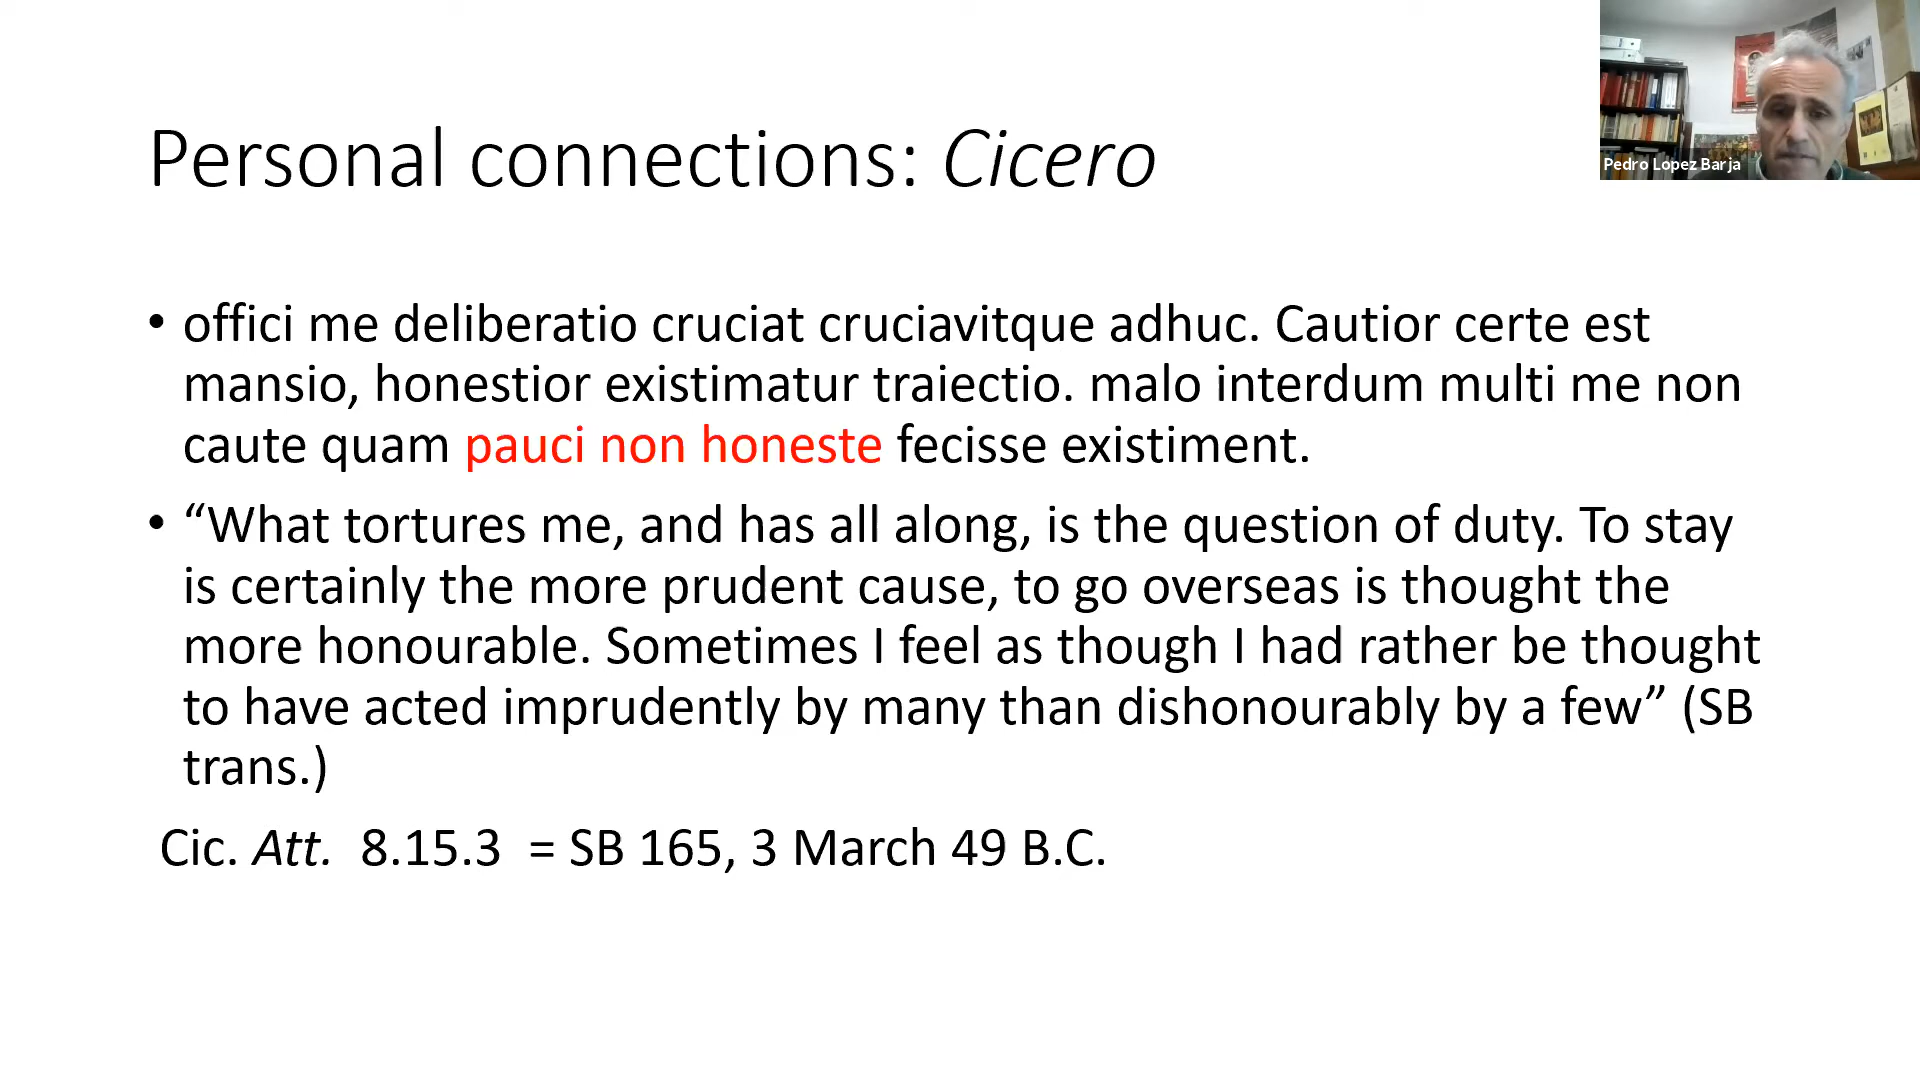 Personal connections: Cicero
Pedro Lopez Barja
• offici me deliberatio cruciat cruciavitque adhuc. Cautior certe est
mansio, honestior existimatur traiectio. malo interdum multi me non
caute quam pauci non honeste fecisse existiment.
• “What tortures me, and has all along, is the question of duty. To stay
is certainly the more prudent cause, to go overseas is thought the
more honourable. Sometimes I feel as though I had rather be thought
to have acted imprudently by many than dishonourably by a few” (SB
trans.)
Cic. Att. 8.15.3 = SB 165, 3 March 49 B.C.